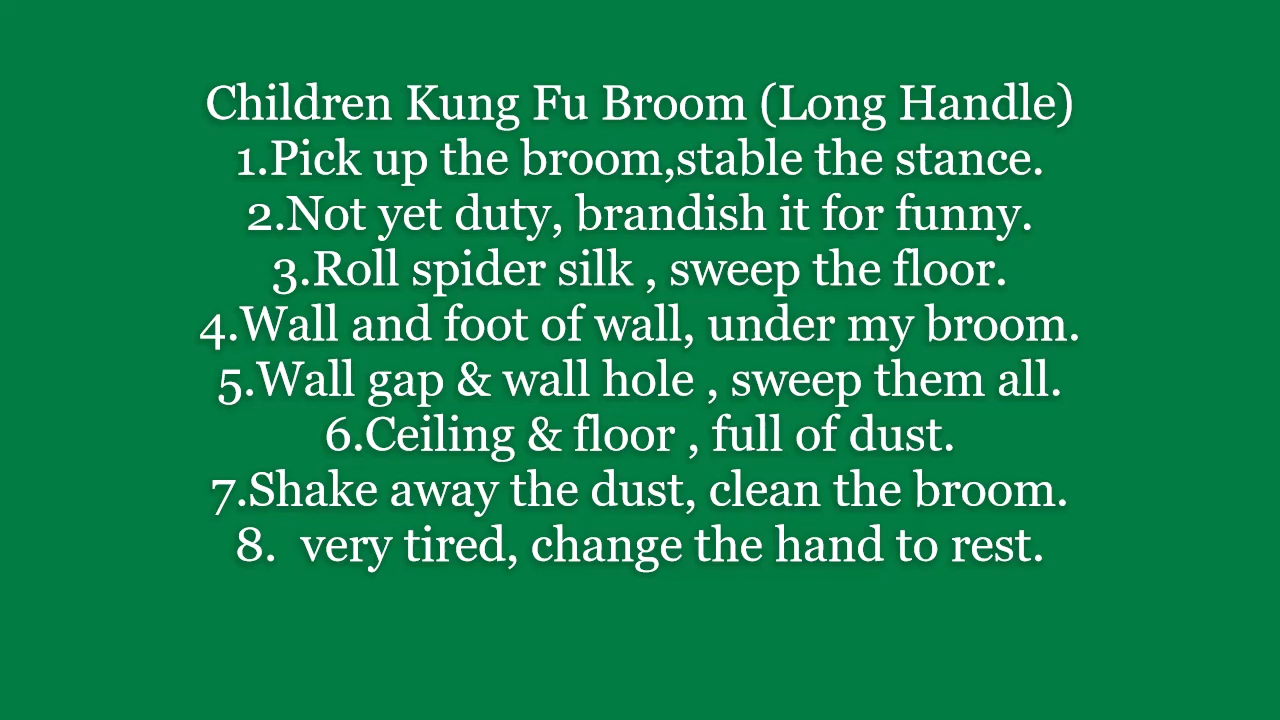 Children Kung Fu Broom (Long Handle)
1.Pick up the broom,stable the stance.
2.Not yet duty, brandish it for funny.
3.Roll spider silk , sweep the floor.
4.Wall and foot of wall, under my broom.
5.Wall gap & wall hole , sweep them all.
6.Ceiling & floor , full of dust.
7.Shake away the dust, clean the broom.
8.  very tired, change the hand to rest.